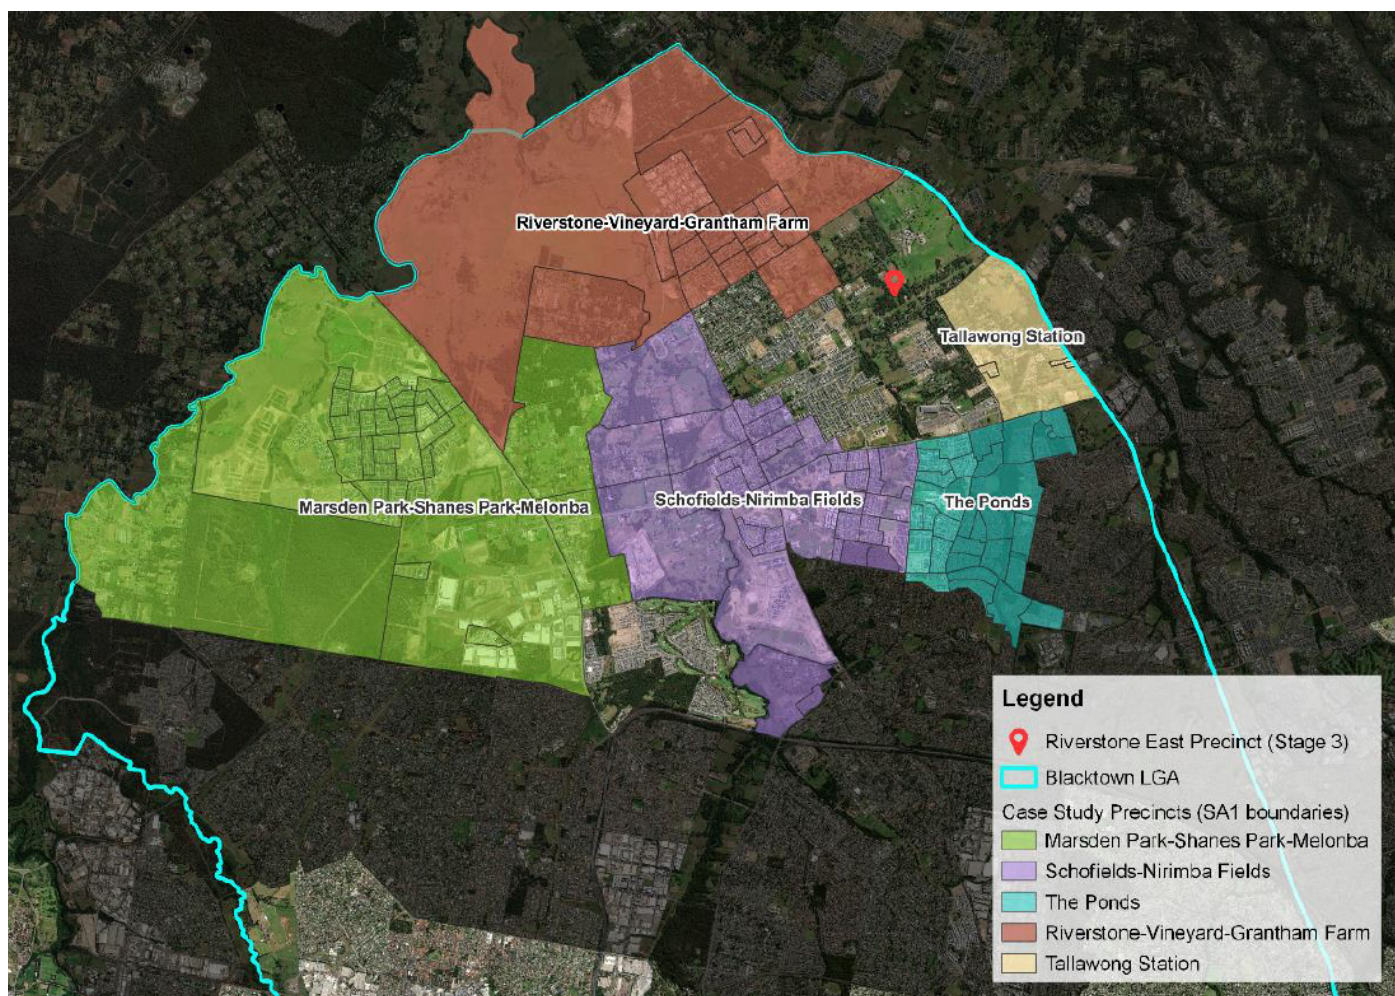 Riverstone-Vineyard-Grantham Farm
Tallawong Station
Marsden Park-Shanes Park-Melonba
Schofields-Nirimba Fields
The Ponds
Legend
Riverstone East Precinct (Stage 3)
Blacktown LGA
Case Study Precincts (SA1 boundaries)
Marsden Park-Shanes Park-Melonba
Schofields-Nirimba Fields
The Ponds
Riverstone-Vineyard-Grantham Farm
Tallawong Station